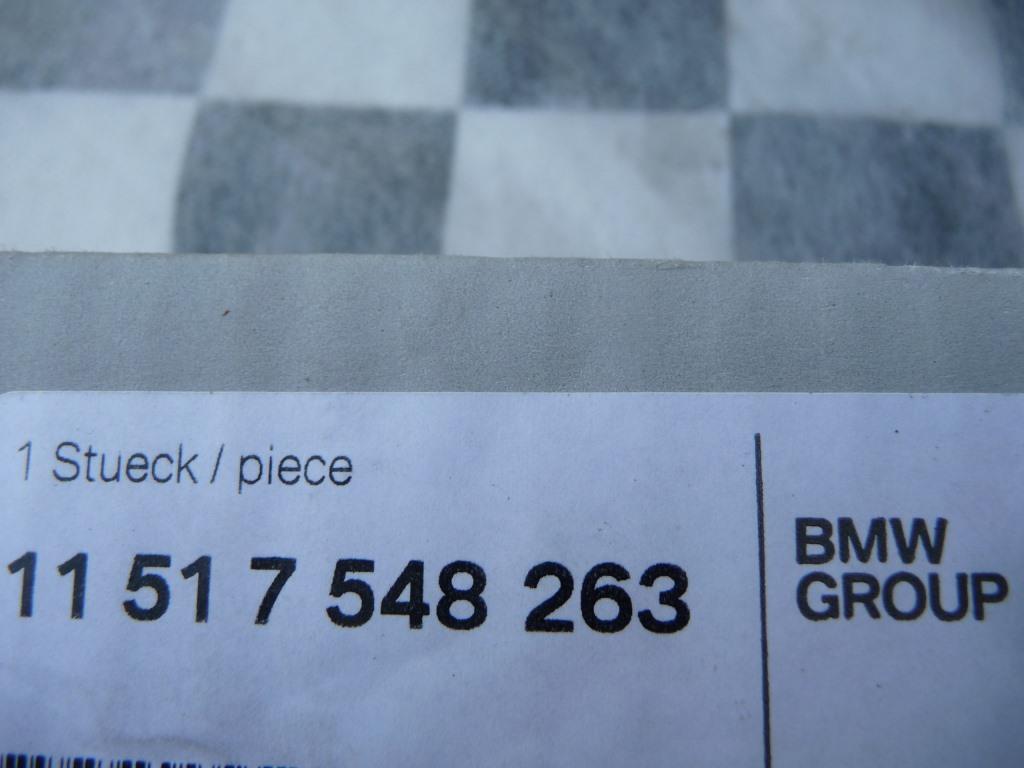 1 Stueck / piece
11 51 7 548 263
BMW
GROUP